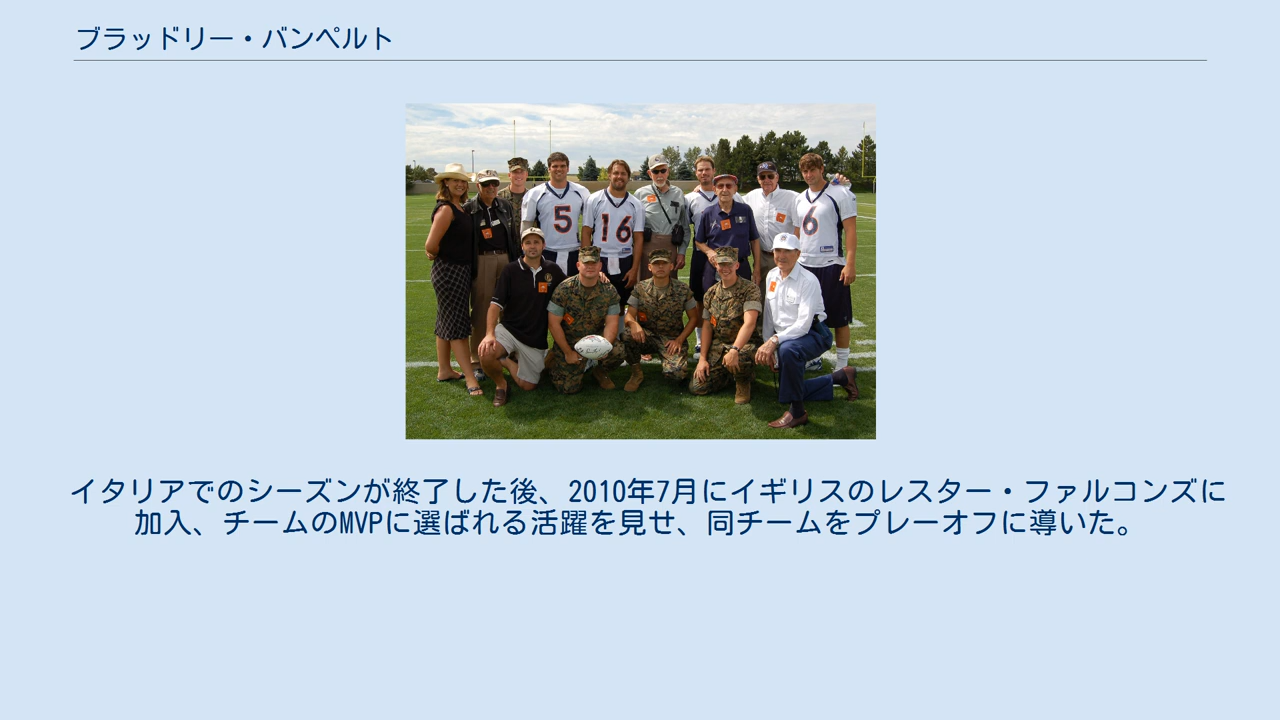 ブラッドリー・バンペルト
5
16
6
イタリアでのシーズンが終了した後、2010年7月にイギリスのレスター・ファルコンズに
加入、チームのMVPに選ばれる活躍を見せ、同チームをプレーオフに導いた。